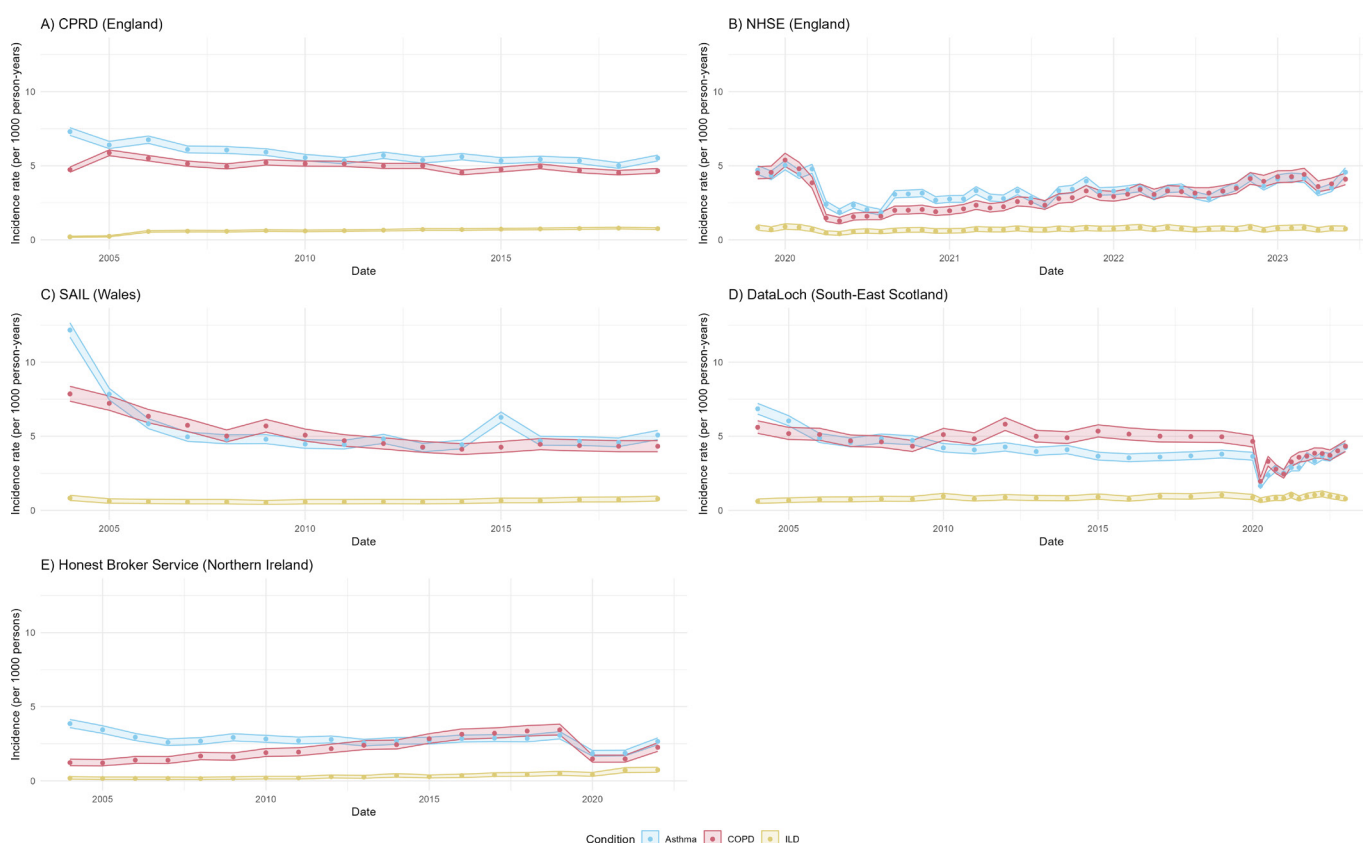 A) CPRD (England)
Incidence rate (per 1000 person-years)
10
5
0
2005
2010
2015
Date
B) NHSE (England)
Incidence rate (per 1000 person-years)
10
5
0
2020
2021
2022
2023
Date
C) SAIL (Wales)
Incidence rate (per 1000 person-years)
10
5
0
2005
2010
2015
Date
D) DataLoch (South-East Scotland)
Incidence rate (per 1000 person-years)
10
5
0
2005
2010
2015
2020
Date
E) Honest Broker Service (Northern Ireland)
Incidence (per 1000 persons)
10
5
0
2005
2010
2015
2020
Date
Condition Asthma COPD ILD